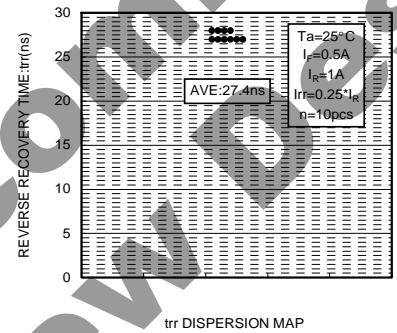 REVERSE RECOVERY TIME:trr(ns)
30
25
20
15
10
5
0
Ta=25°C
IF=0.5A
IR=1A
Irr=0.25*IR
n=10pcs
AVE:27.4ns
trr DISPERSION MAP